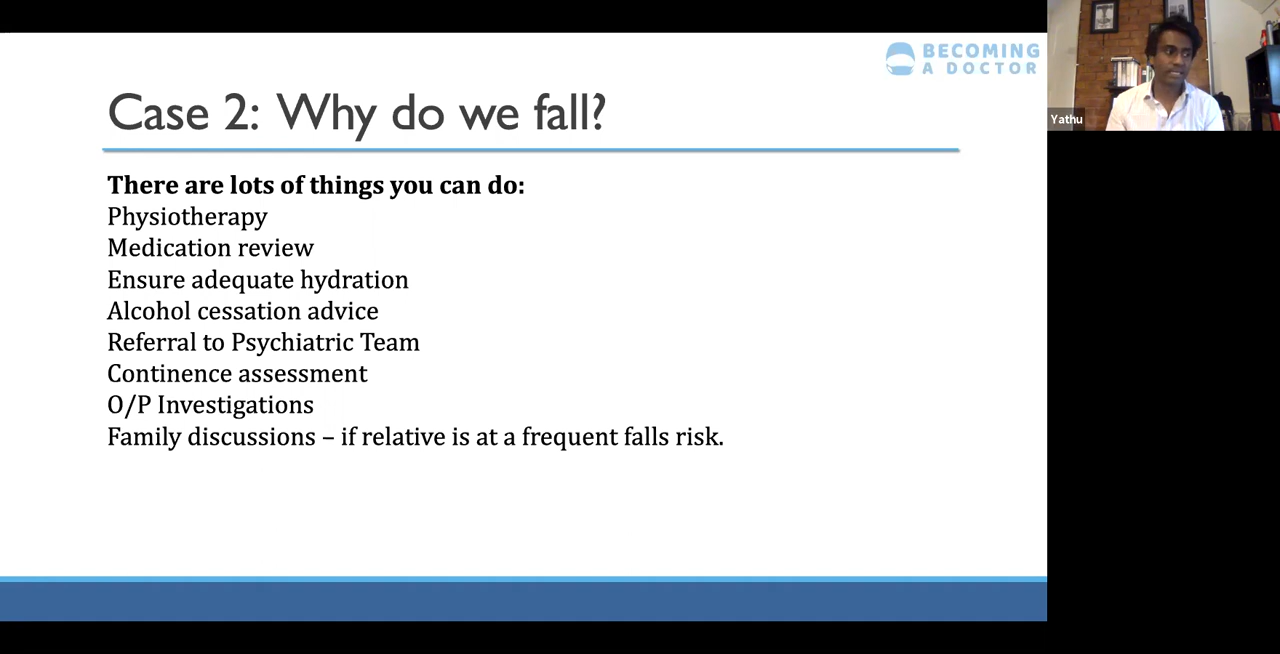 BECOMING
A DOCTOR
Case 2: Why do we fall?
There are lots of things you can do:
Physiotherapy
Medication review
Ensure adequate hydration
Alcohol cessation advice
Referral to Psychiatric Team
Continence assessment
O/P Investigations
Family discussions – if relative is at a frequent falls risk.
Yathu